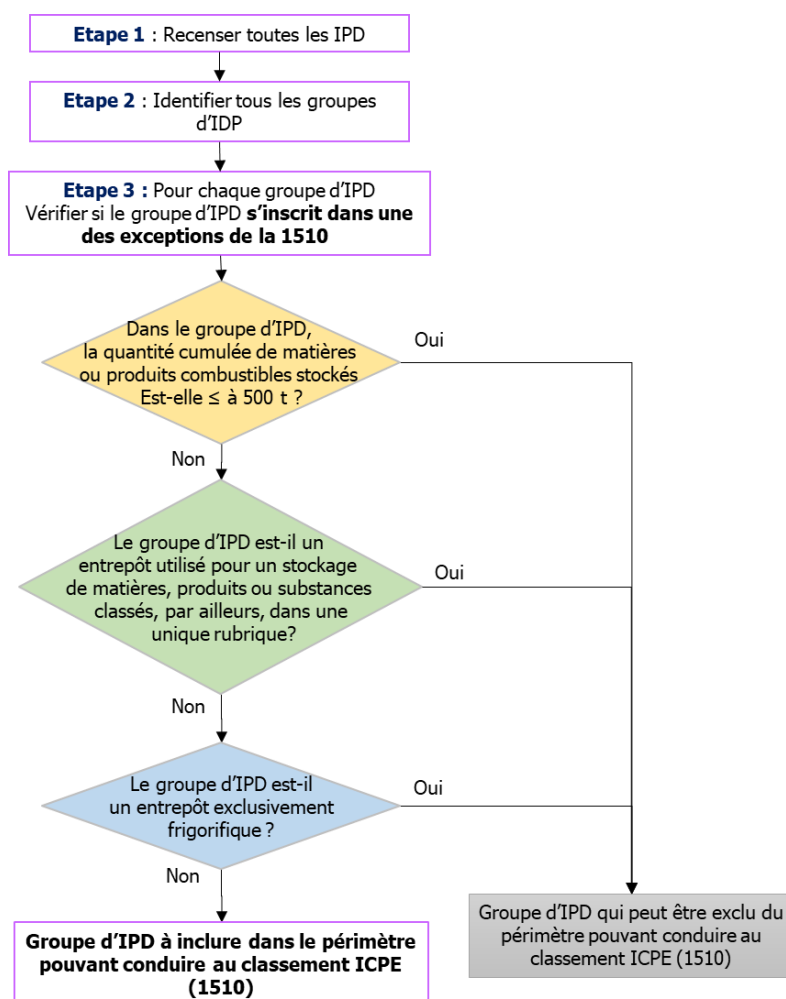 Etape 1 : Recenser toutes les IPD
Etape 2 : Identifier tous les groupes
d'IDP
Etape 3 : Pour chaque groupe d'IPD
Vérifier si le groupe d'IPD s'inscrit dans une
des exceptions de la 1510
Dans le groupe d'IPD,
la quantité cumulée de matières
ou produits combustibles stockés
Est-elle ≤ à 500 t ?
Oui
Non
Le groupe d'IPD est-il un
entrepôt utilisé pour un stockage
de matières, produits ou substances
classés, par ailleurs, dans une
unique rubrique?
Oui
Non
Le groupe d'IPD est-il
un entrepôt exclusivement
frigorifique ?
Oui
Non
Groupe d'IPD à inclure dans le périmètre
pouvant conduire au classement ICPE
(1510)
Groupe d'IPD qui peut être exclu du
périmètre pouvant conduire au
classement ICPE (1510)